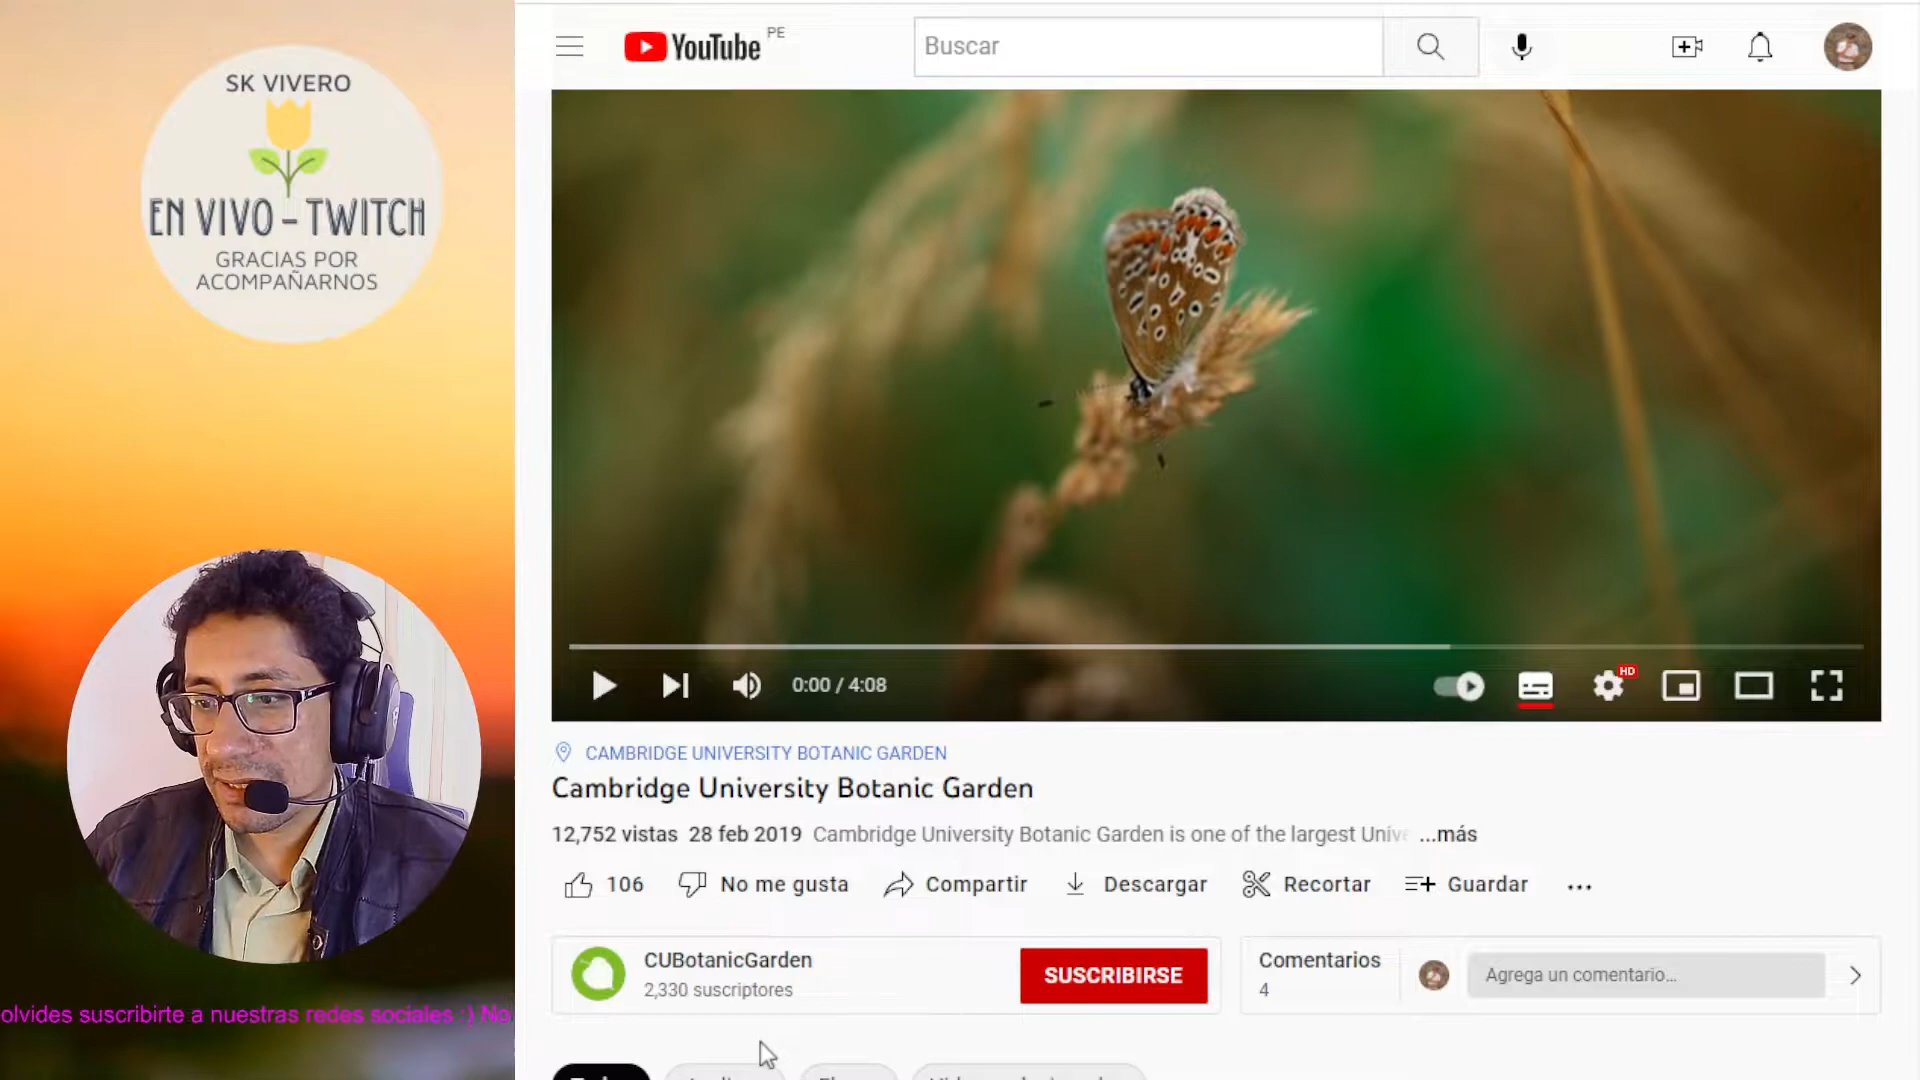 SK VIVERO
EN VIVO – TWITCH
GRACIAS POR
ACOMPAÑARNOS
olvides suscribirte a nuestras redes sociales :) No
YouTube PE
Buscar
HD
0:00 / 4:08
CAMBRIDGE UNIVERSITY BOTANIC GARDEN
Cambridge University Botanic Garden
12,752 vistas 28 feb 2019 Cambridge University Botanic Garden is one of the largest Unive ...más
106 No me gusta Compartir Descargar Recortar Guardar ...
CUBotanicGarden
2,330 suscriptores
SUSCRIBIRSE
Comentarios
4
Agrega un comentario...